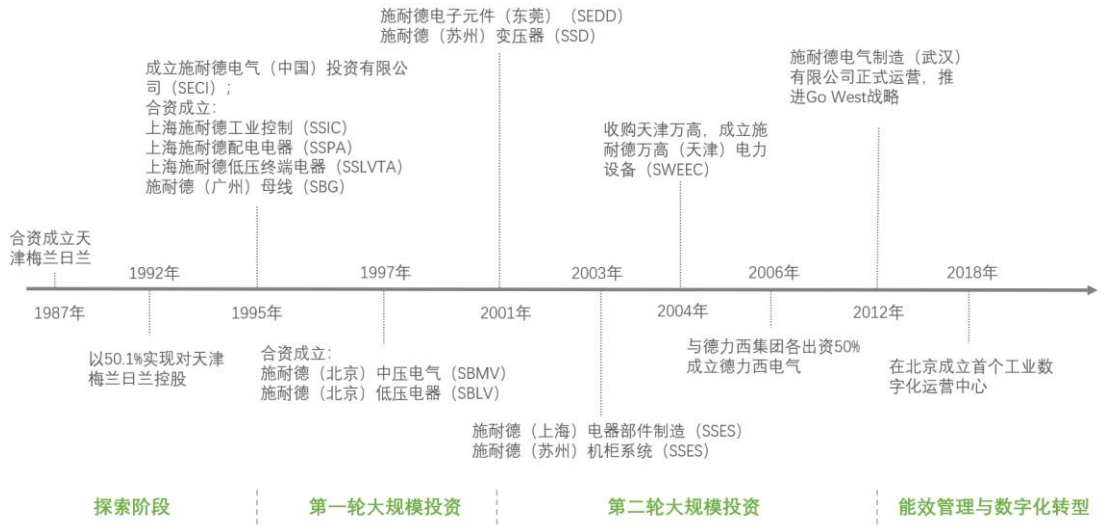 施耐德电子元件（东莞）（SEDD）
施耐德（苏州）变压器（SSD）
成立施耐德电气（中国）投资有限公
司（SECI）；
合资成立：
上海施耐德工业控制（SSIC）
上海施耐德配电电器（SSPA）
上海施耐德低压终端电器（SSLVTA）
施耐德（广州）母线（SBG）
施耐德电气制造（武汉）
有限公司正式运营，推
进Go West战略
收购天津万高，成立施
耐德万高（天津）电力
设备（SWEEC）
合资成立天
津梅兰日兰
1992年
1997年
2003年
2006年
2018年
1987年
1995年
2001年
2004年
2012年
以50.1%实现对天津
梅兰日兰控股
合资成立：
施耐德（北京）中压电气（SBMV）
施耐德（北京）低压电器（SBLV）
与德力西集团各出资50%
成立德力西电气
在北京成立首个工业数
字化运营中心
施耐德（上海）电器部件制造（SSES）
施耐德（苏州）机柜系统（SSES）
探索阶段
第一轮大规模投资
第二轮大规模投资
能效管理与数字化转型